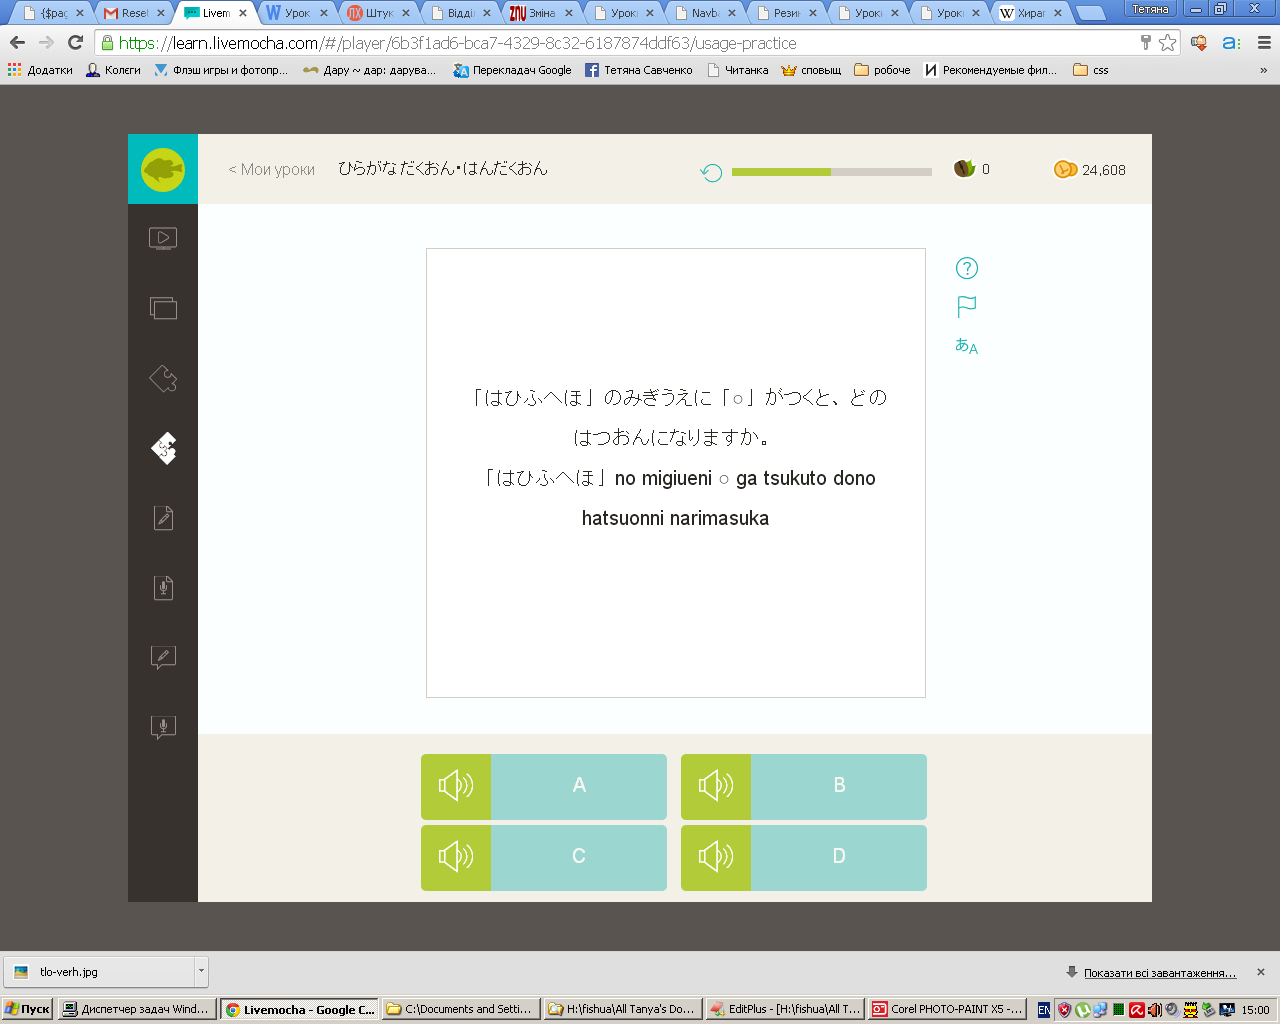 {$pag
Rese
Livem
Урок
Штук
Відді
Зміна
Урок
Navb
Резин
Урок
Урок
Хираг
Тетяна
https://learn.livemocha.com/#/player/6b3f1ad6-bca7-4329-8c32-6187874ddf63/usage-practice
Додатки
Колєги
Флэш игры и фотопр...
Дару ~ дар: дарува...
Перекладач Google
Тетяна Савченко
Читанка
сповыщ
робоче
Рекомендуемые фил...
css
»
< Мои уроки
ひらがな だくおん・はんだくおん
0
24,608
「はひふへほ」のみぎうえに「○」がつくと、どの
はつおんになりますか。
「はひふへほ」no migiueni ○ ga tsukuto dono
hatsuonni narimasuka
あA
A
B
C
D
tlo-verh.jpg
Показати всі завантаження...
Пуск
Диспетчер задач Wind...
Livemocha - Google C...
C:\Documents and Setti...
H:\fishua\All Tanya's Do...
EditPlus - [H:\fishua\All T...
Corel PHOTO-PAINT X5 -...
EN
15:00